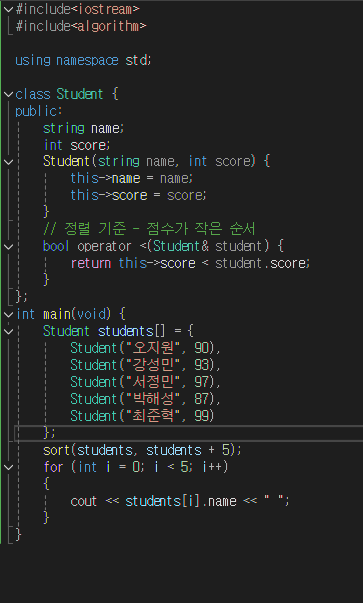 #include<iostream>
#include<algorithm>
using namespace std;
class Student {
public:
string name;
int score;
Student(string name, int score) {
this->name = name;
this->score = score;
}
// 정렬 기준 - 점수가 작은 순서
bool operator <(Student& student) {
return this->score < student.score;
}
};
int main(void) {
Student students[] = {
Student("오지원", 90),
Student("강성민", 93),
Student("서정민", 97),
Student("박해성", 87),
Student("최준혁", 99)
};
sort(students, students + 5);
for (int i = 0; i < 5; i++)
{
cout << students[i].name << " ";
}
}